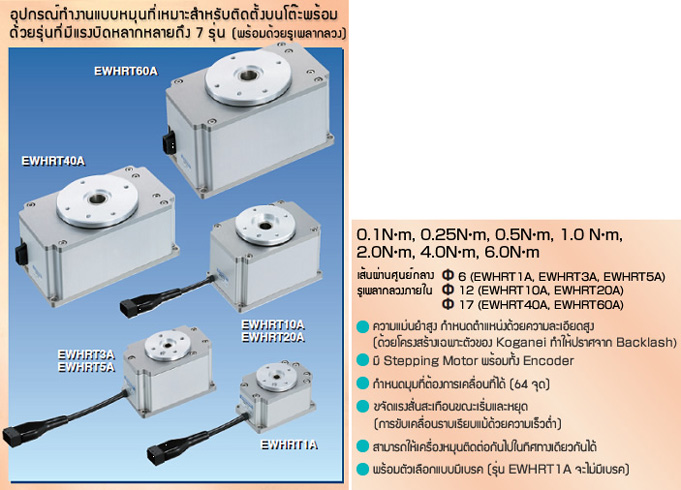 อุปกรณ์ทำงานแบบหมุนที่เหมาะสำหรับติดตั้งบนโต๊ะพร้อม
ด้วยรุ่นที่มีแรงบิดหลากหลายถึง 7 รุ่น (พร้อมด้วยรูเพลากลวง)
EWHRT60A
EWHRT40A
EWHRT10A
EWHRT20A
EWHRT3A
EWHRT5A
EWHRT1A
0.1N·m, 0.25N·m, 0.5N·m, 1.0 N·m,
2.0N·m, 4.0N·m, 6.0N·m
เส้นผ่านศูนย์กลาง Φ 6 (EWHRT1A, EWHRT3A, EWHRT5A)
รูเพลากลวงภายใน Φ 12 (EWHRT10A, EWHRT20A)
Φ 17 (EWHRT40A, EWHRT60A)
ความแม่นยำสูง กำหนดตำแหน่งด้วยความละเอียดสูง
(ด้วยโครงสร้างเฉพาะตัวของ Koganei ทำให้ปราศจาก Backlash)
มี Stepping Motor พร้อมทั้ง Encoder
กำหนดมุมที่ต้องการเคลื่อนที่ได้ (64 จุด)
ขจัดแรงสั่นสะเทือนขณะเริ่มและหยุด
(การขับเคลื่อนราบเรียบแม้ด้วยความเร็วต่ำ)
สามารถให้เครื่องหมุนติดต่อกันไปในทิศทางเดียวกันได้
พร้อมตัวเลือกแบบมีเบรค (รุ่น EWHRT1A จะไม่มีเบรค)